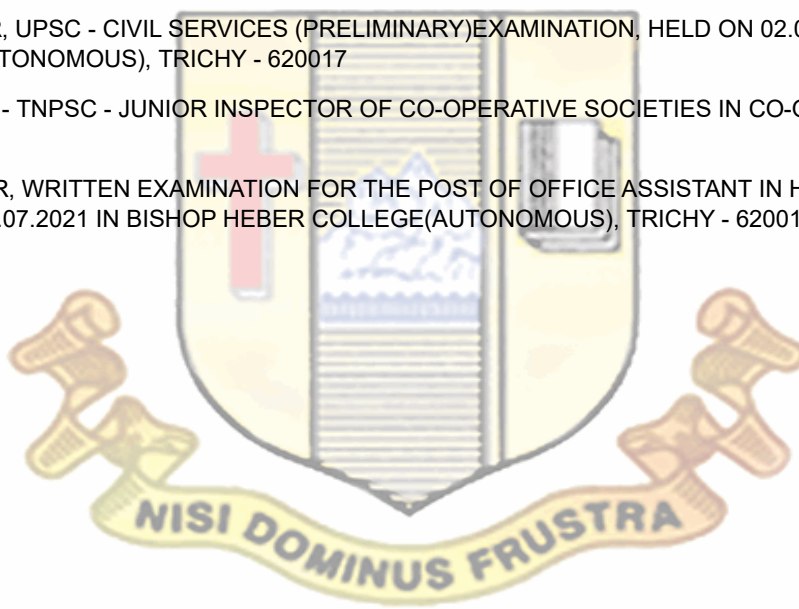 , UPSC - CIVIL SERVICES (PRELIMINARY)EXAMINATION, HELD ON 02.0
TONOMOUS), TRICHY - 620017
- TNPSC - JUNIOR INSPECTOR OF CO-OPERATIVE SOCIETIES IN CO-O
R, WRITTEN EXAMINATION FOR THE POST OF OFFICE ASSISTANT IN H
.07.2021 IN BISHOP HEBER COLLEGE(AUTONOMOUS), TRICHY - 62001
NISI DOMINUS FRUSTRA